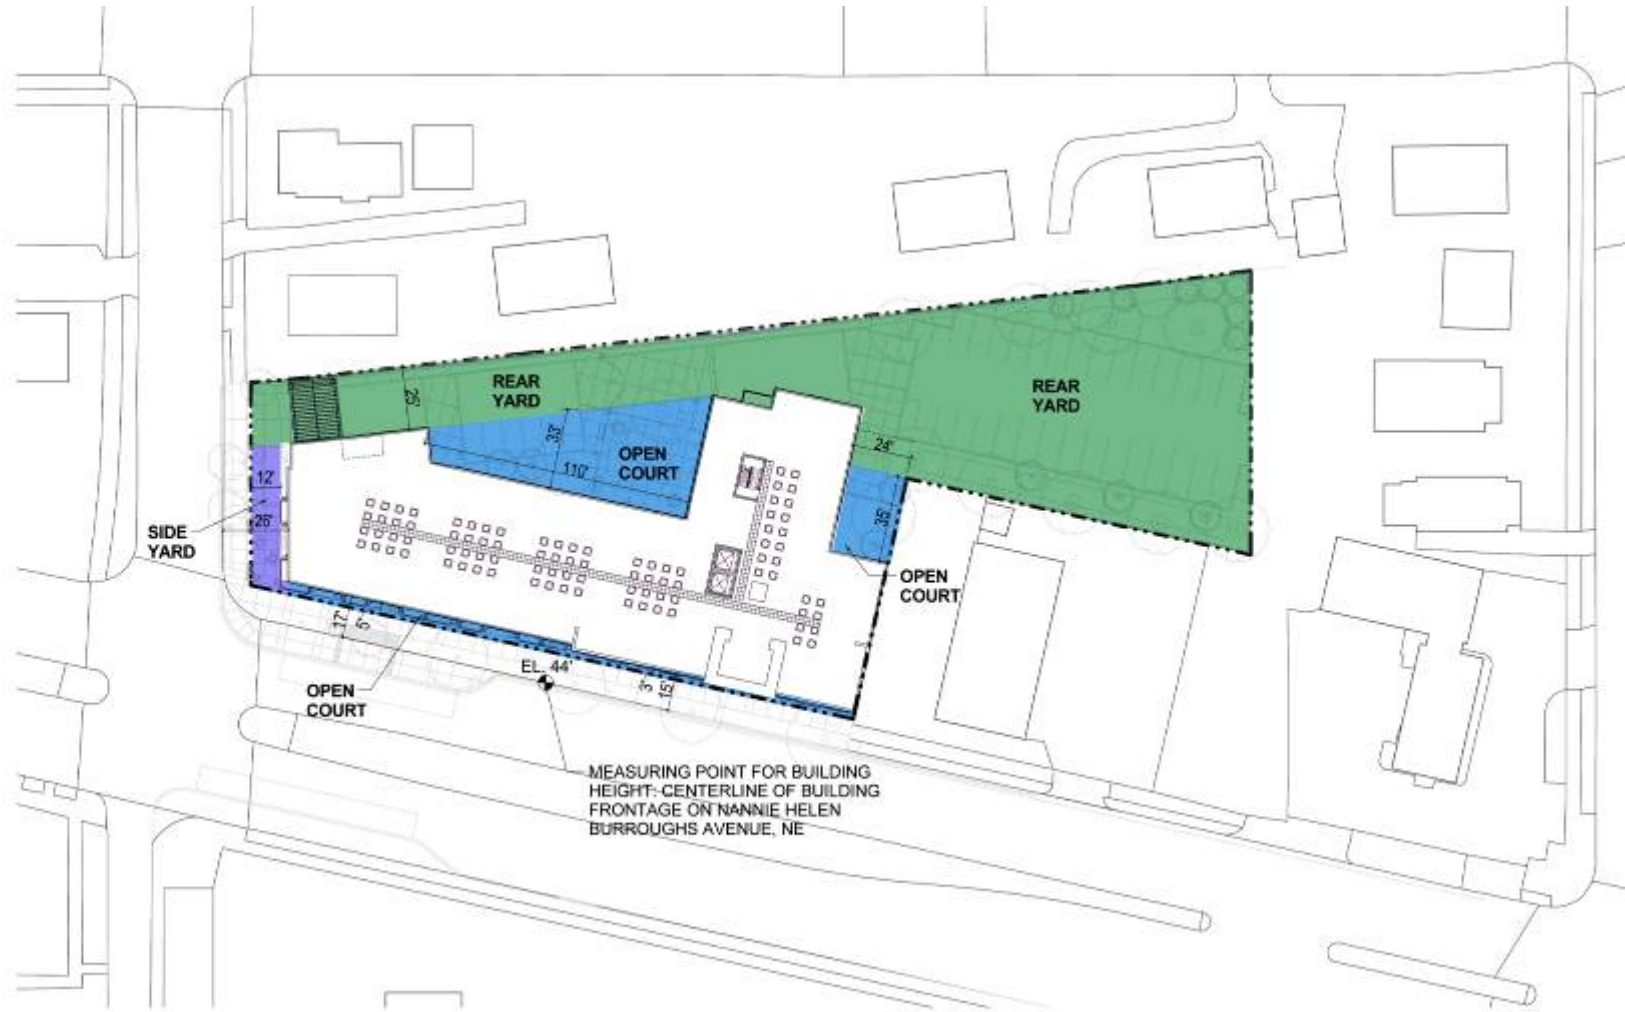 REAR
YARD
25'
REAR
YARD
33'
110'
OPEN
COURT
24'
35'
12'
26'
SIDE
YARD
OPEN
COURT
12'
5'
OPEN
COURT
EL. 44'
3'
15'
MEASURING POINT FOR BUILDING
HEIGHT: CENTERLINE OF BUILDING
FRONTAGE ON NANNIE HELEN
BURROUGHS AVENUE, NE